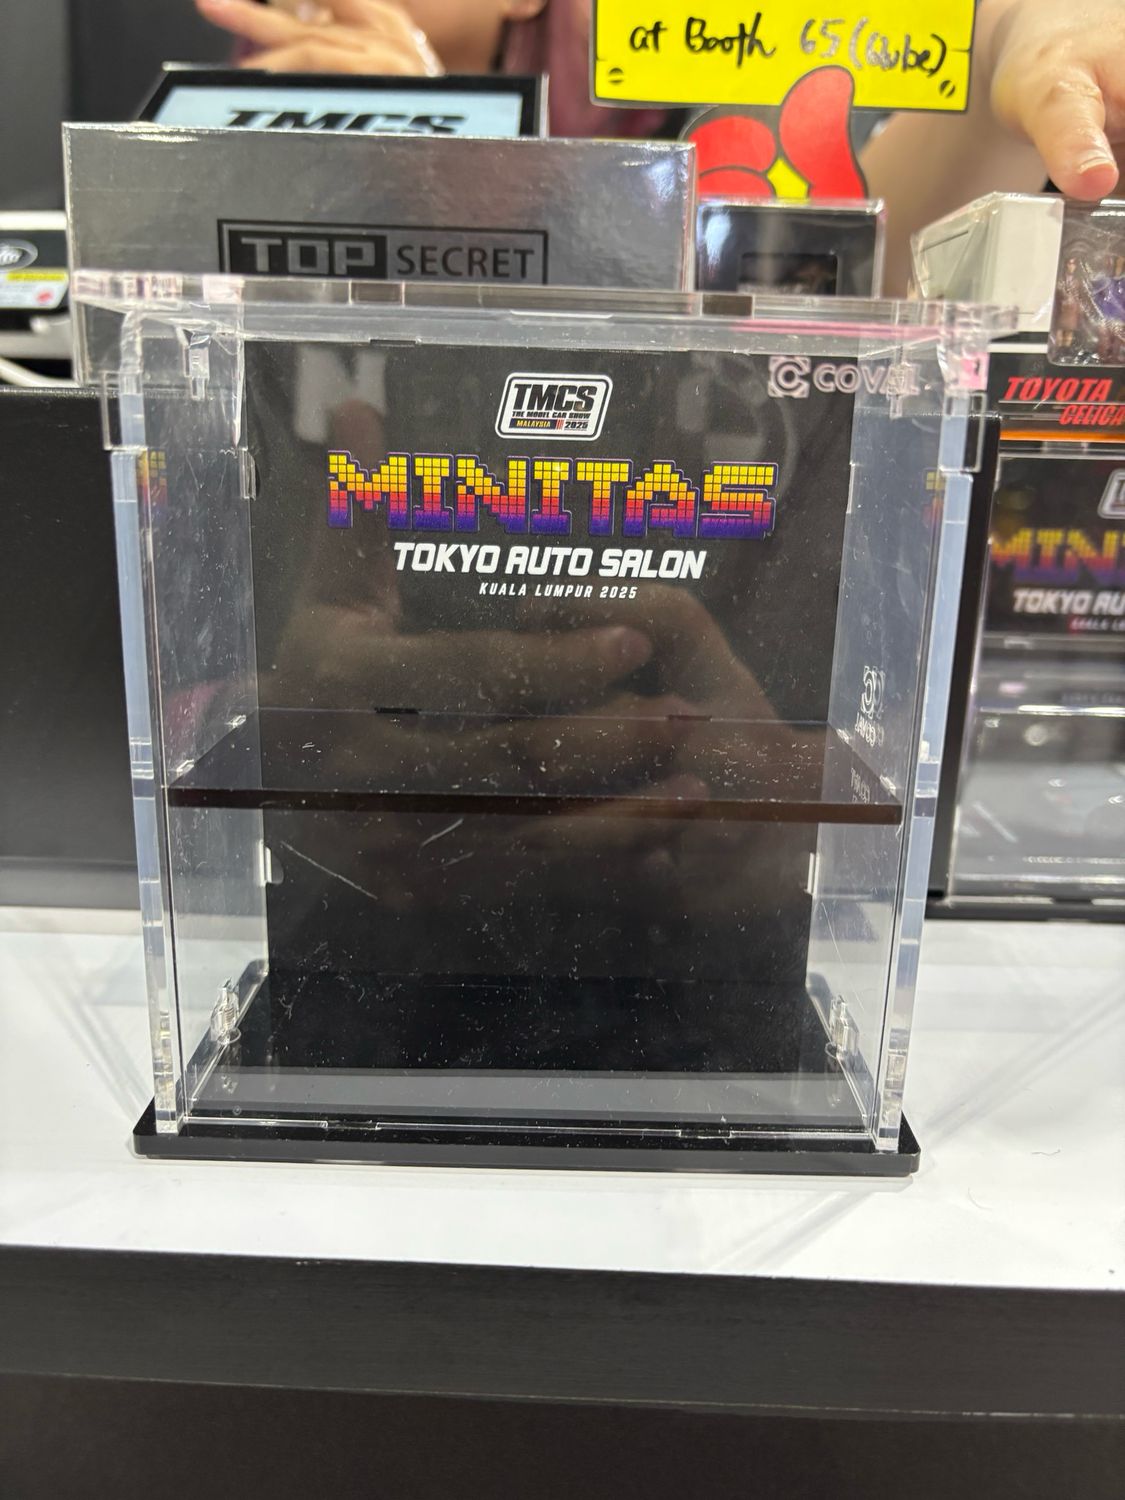 at Booth 65 (Qube)
TMCS
TOP SECRET
COVAL
TMCS
THE MODEL CAR SHOW
MALAYSIA 2025
MINITAS
TOKYO AUTO SALON
KUALA LUMPUR 2025
TOYOTA
CELICA
MINI
TOKYO AU
COVAL